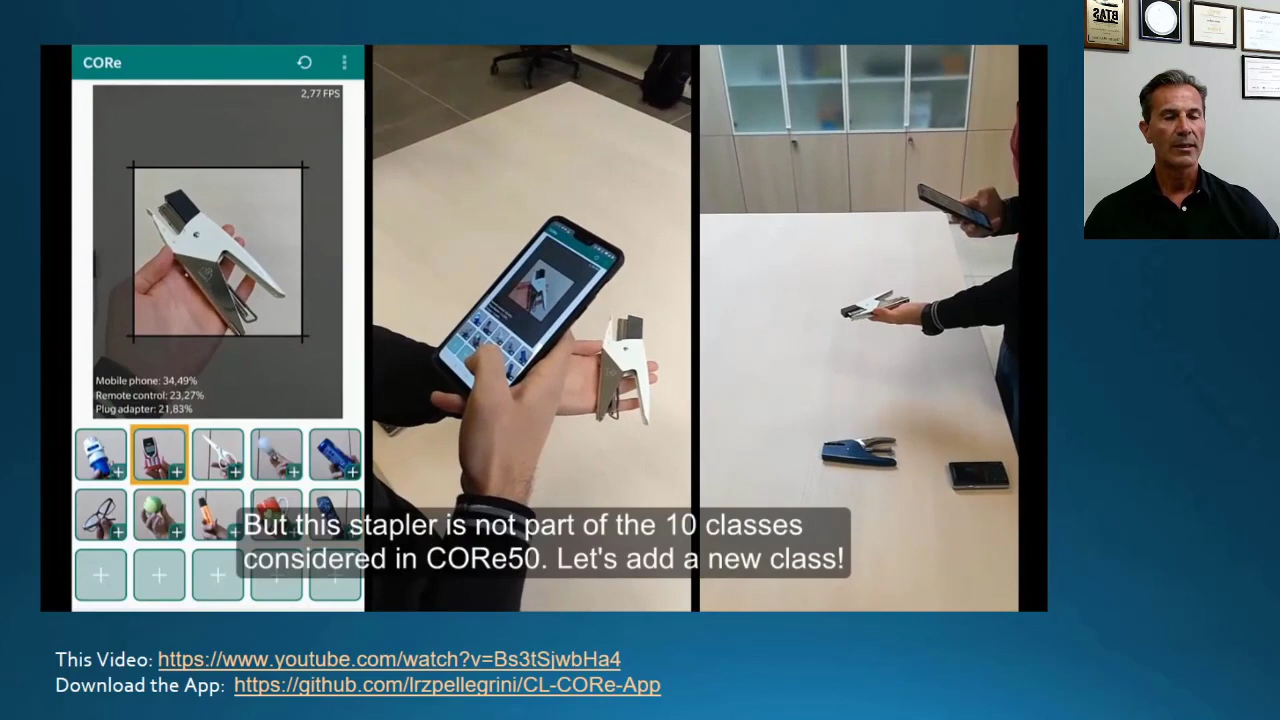 CORe
2,77 FPS
Mobile phone: 34,49%
Remote control: 23,27%
Plug adapter: 21,83%
But this stapler is not part of the 10 classes
considered in CORe50. Let's add a new class!
This Video: https://www.youtube.com/watch?v=Bs3tSjwbHa4
Download the App: https://github.com/lrzpellegrini/CL-CORe-App